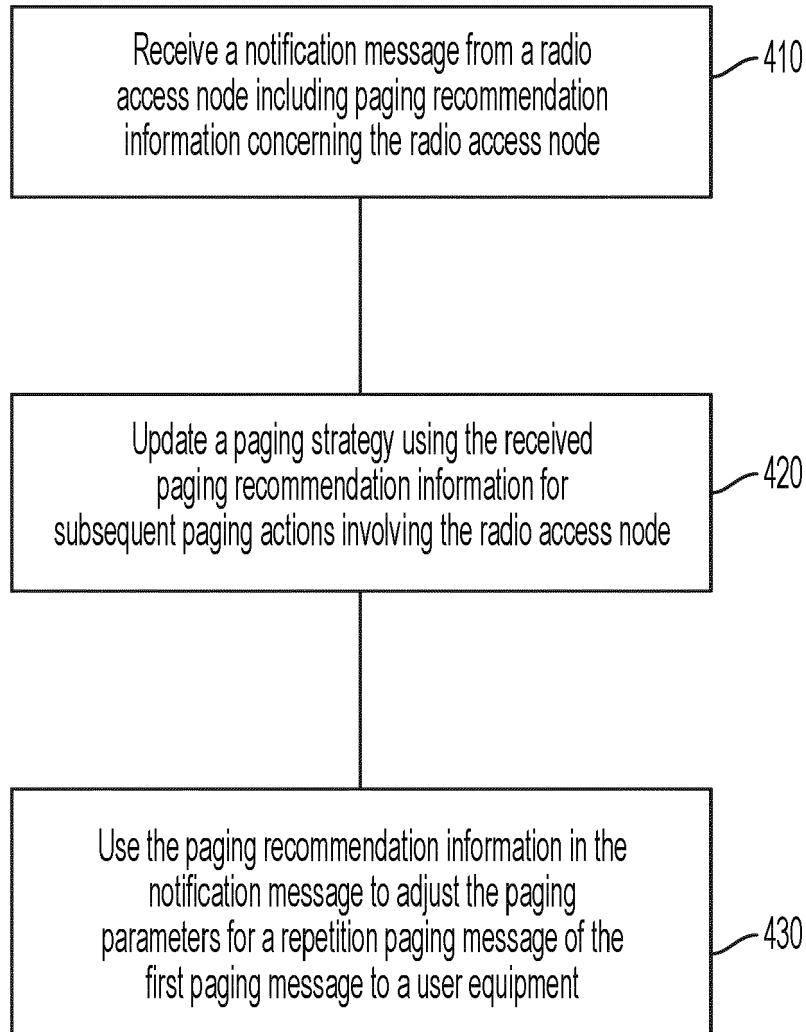 Receive a notification message from a radio
access node including paging recommendation
information concerning the radio access node
410
Update a paging strategy using the received
paging recommendation information for
subsequent paging actions involving the radio access node
420
Use the paging recommendation information in the
notification message to adjust the paging
parameters for a repetition paging message of the
first paging message to a user equipment
430